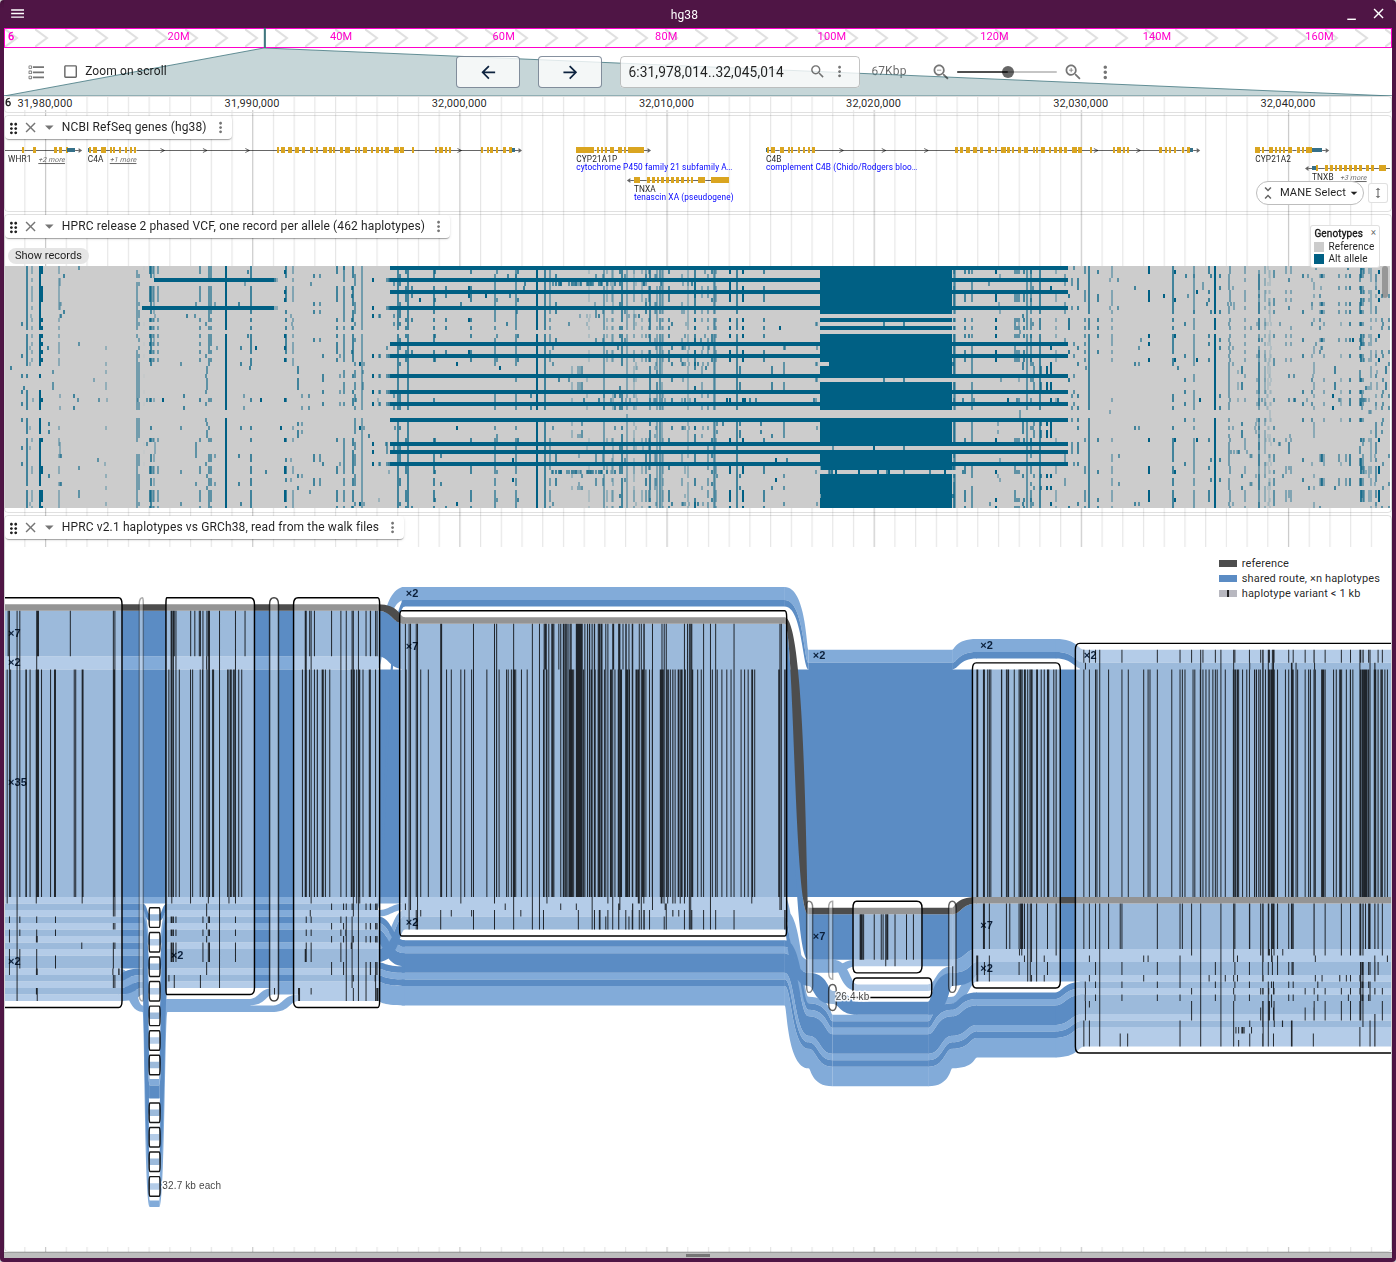 hg38
6 20M 40M 60M 80M 100M 120M 140M 160M
Zoom on scroll
6:31,978,014..32,045,014
67Kbp
6 31,980,000 31,990,000 32,000,000 32,010,000 32,020,000 32,030,000 32,040,000
NCBI RefSeq genes (hg38)
WHR1 +2 more C4A +1 more CYP21A1P C4B CYP21A2
cytochrome P450 family 21 subfamily A... complement C4B (Chido/Rodgers bloo...
TNXB +3 more
TNXA
tenascin XA (pseudogene)
MANE Select
HPRC release 2 phased VCF, one record per allele (462 haplotypes)
Genotypes ×
Reference
Alt allele
Show records
HPRC v2.1 haplotypes vs GRCh38, read from the walk files
reference
shared route, ×n haplotypes
haplotype variant < 1 kb
×2
×7
×7
×2
×2
×2
×2
×2
×35
×2
×7
×7
×2
×2
×2
26.4 kb
32.7 kb each